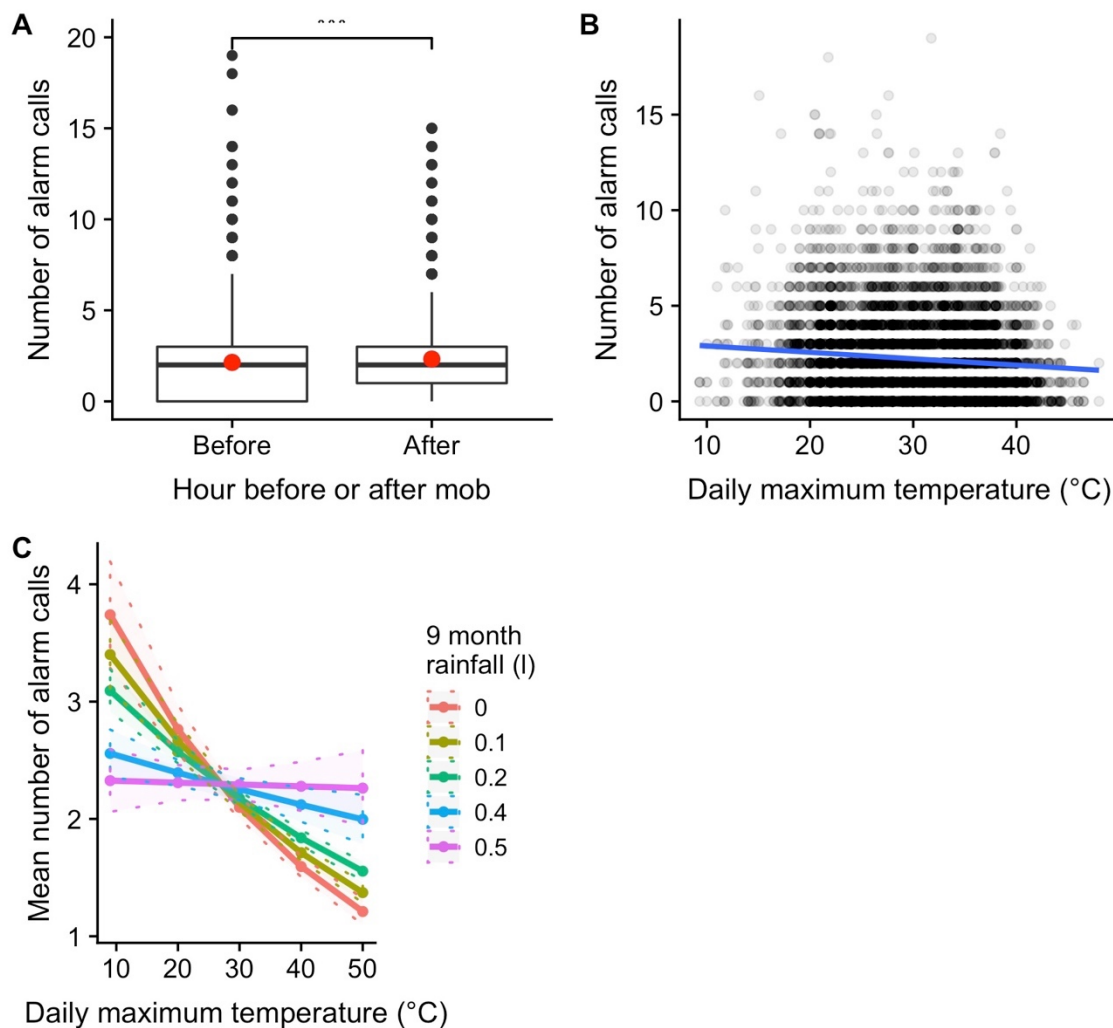 A
Number of alarm calls
20
15
10
5
0
Before After
Hour before or after mob
B
Number of alarm calls
15
10
5
0
10 20 30 40
Daily maximum temperature (°C)
C
Mean number of alarm calls
4
3
2
1
10 20 30 40 50
Daily maximum temperature (°C)
9 month
rainfall (l)
0
0.1
0.2
0.4
0.5